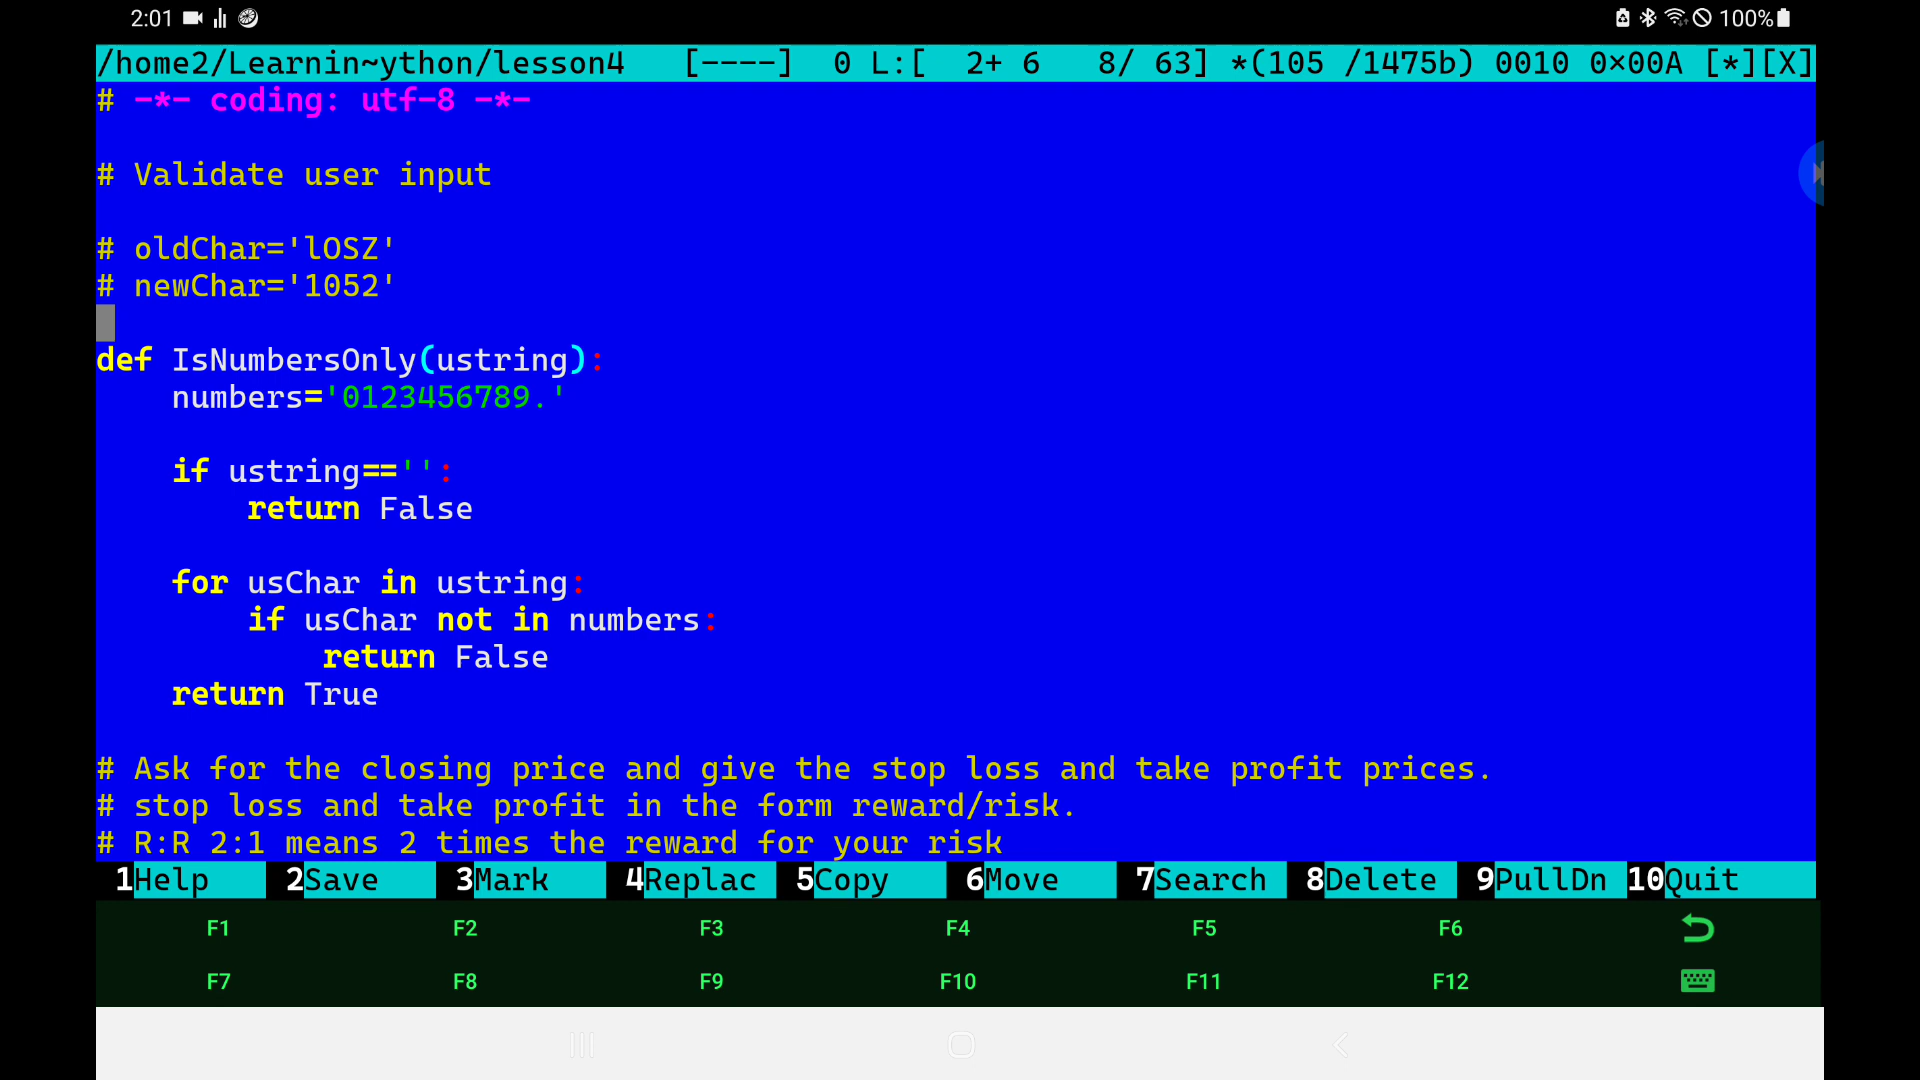 2:01 100%
/home2/Learnin~ython/lesson4 [----] 0 L:[ 2+ 6 8/ 63] *(105 /1475b) 0010 0x00A [*][X]
# -*- coding: utf-8 -*-
# Validate user input
# oldChar='lOSZ'
# newChar='1052'
def IsNumbersOnly(ustring):
    numbers='0123456789.'
    if ustring=='':
        return False
    for usChar in ustring:
        if usChar not in numbers:
            return False
    return True
# Ask for the closing price and give the stop loss and take profit prices.
# stop loss and take profit in the form reward/risk.
# R:R 2:1 means 2 times the reward for your risk
1Help 2Save 3Mark 4Replac 5Copy 6Move 7Search 8Delete 9PullDn 10Quit
F1 F2 F3 F4 F5 F6
F7 F8 F9 F10 F11 F12